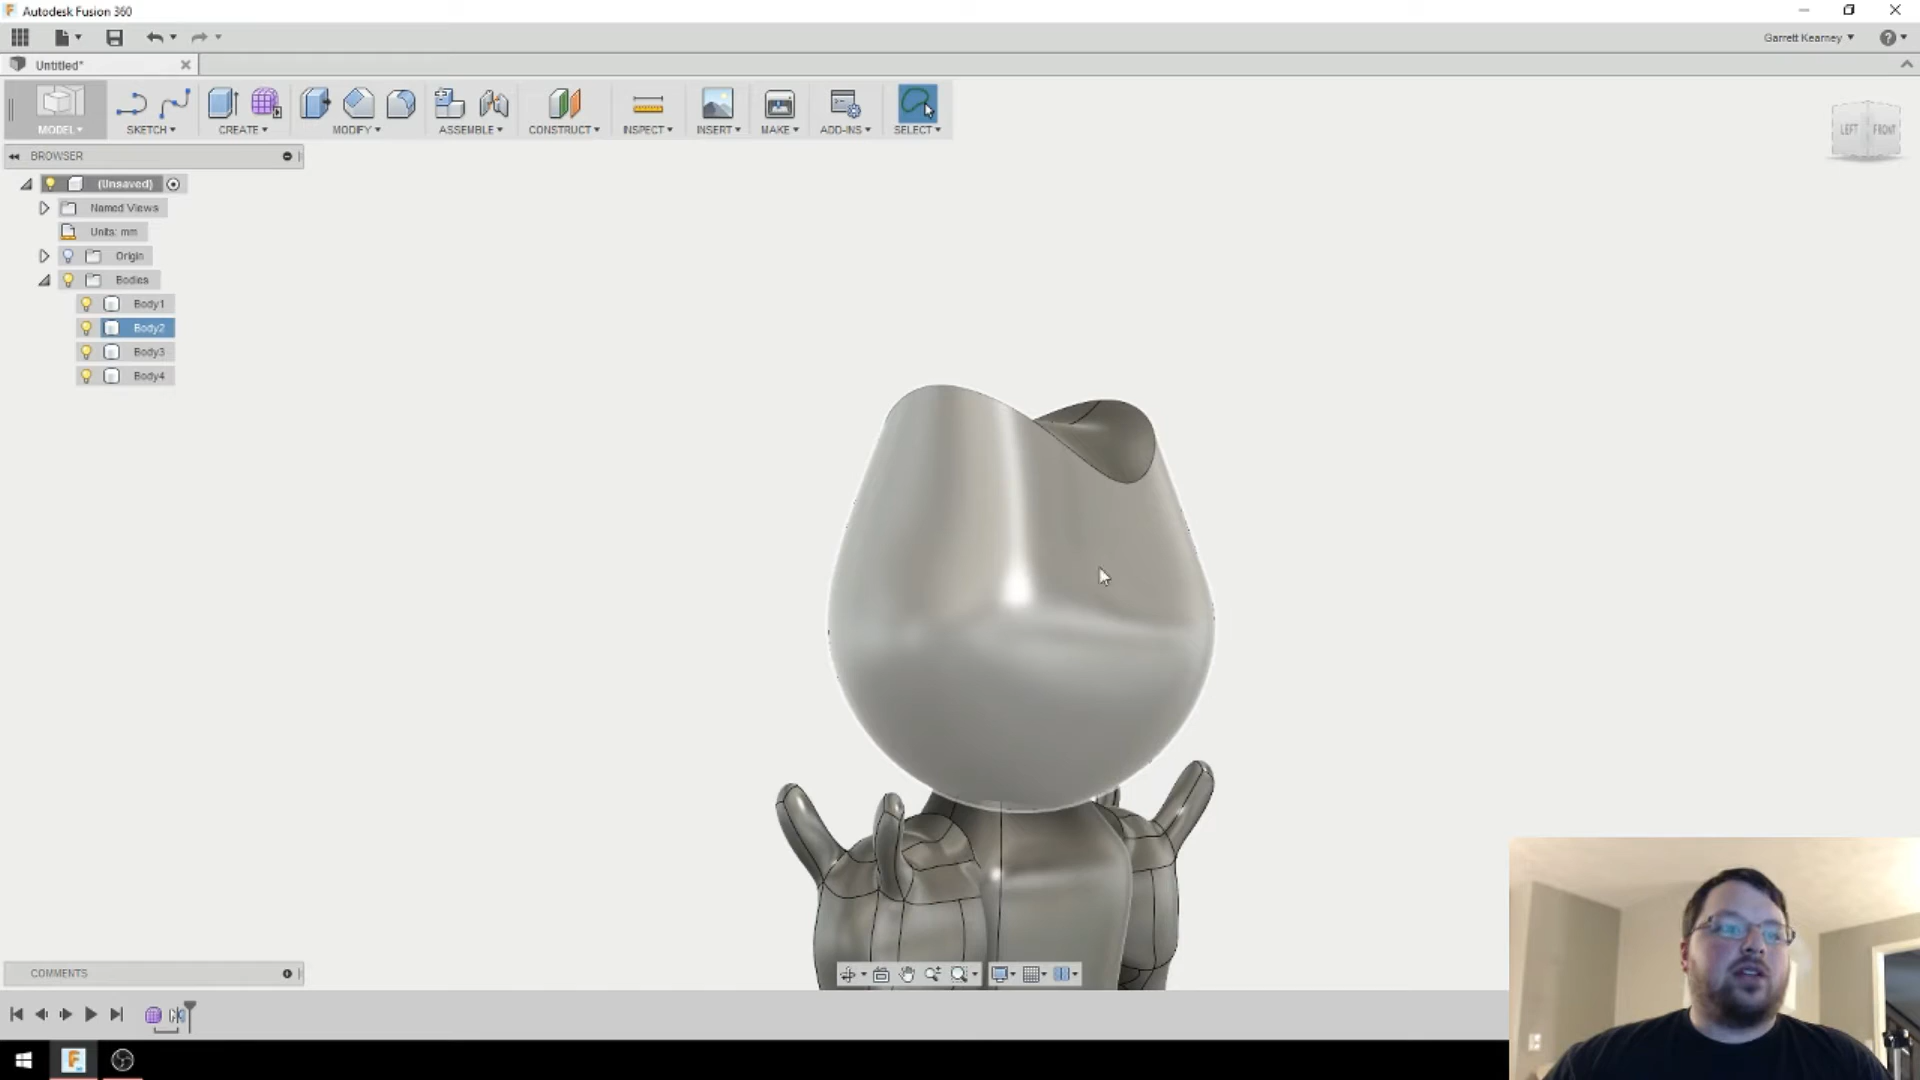 Autodesk Fusion 360
Garrett Kearney
Untitled*
MODEL
SKETCH
CREATE
MODIFY
ASSEMBLE
CONSTRUCT
INSPECT
INSERT
MAKE
ADD-INS
SELECT
LEFT
FRONT
BROWSER
(Unsaved)
Named Views
Units: mm
Origin
Bodies
Body1
Body2
Body3
Body4
COMMENTS